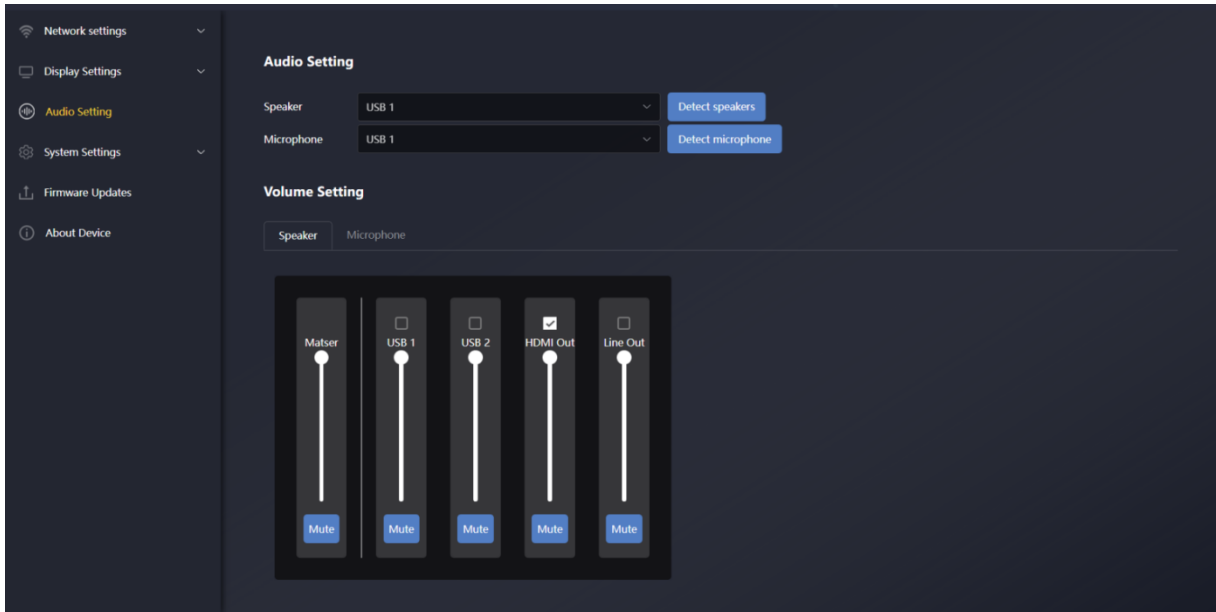 Network settings
Display Settings
Audio Setting
System Settings
Firmware Updates
About Device
Audio Setting
Speaker USB 1 Detect speakers
Microphone USB 1 Detect microphone
Volume Setting
Speaker Microphone
Matser USB 1 USB 2 HDMI Out Line Out
Mute Mute Mute Mute Mute